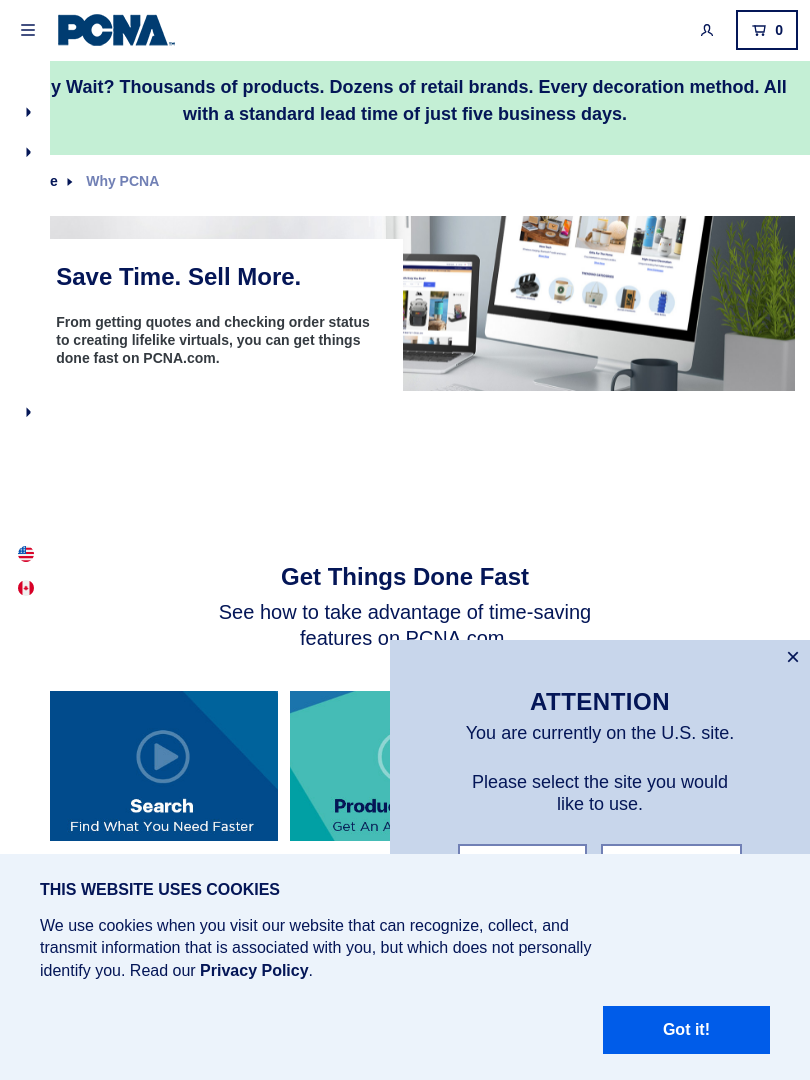 PCNA
0
y Wait? Thousands of products. Dozens of retail brands. Every decoration method. All
with a standard lead time of just five business days.
e Why PCNA
Save Time. Sell More.
From getting quotes and checking order status
to creating lifelike virtuals, you can get things
done fast on PCNA.com.
Get Things Done Fast
See how to take advantage of time-saving
features on PCNA.com
Search
Find What You Need Faster
Get An A
ATTENTION
You are currently on the U.S. site.
Please select the site you would
like to use.
THIS WEBSITE USES COOKIES
We use cookies when you visit our website that can recognize, collect, and
transmit information that is associated with you, but which does not personally
identify you. Read our Privacy Policy.
Got it!